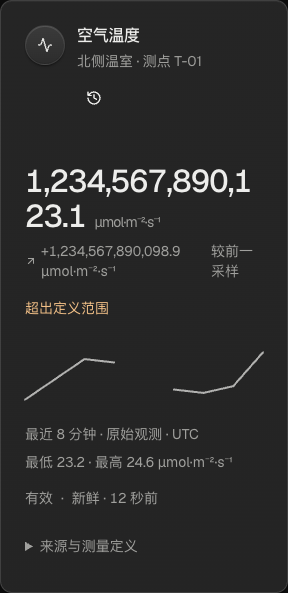 空气温度
北侧温室 · 测点 T-01
1,234,567,890,1
23.1 μmol·m⁻²·s⁻¹
+1,234,567,890,098.9 较前一
μmol·m⁻²·s⁻¹ 采样
超出定义范围
最近 8 分钟 · 原始观测 · UTC
最低 23.2 · 最高 24.6 μmol·m⁻²·s⁻¹
有效 · 新鲜 · 12 秒前
来源与测量定义